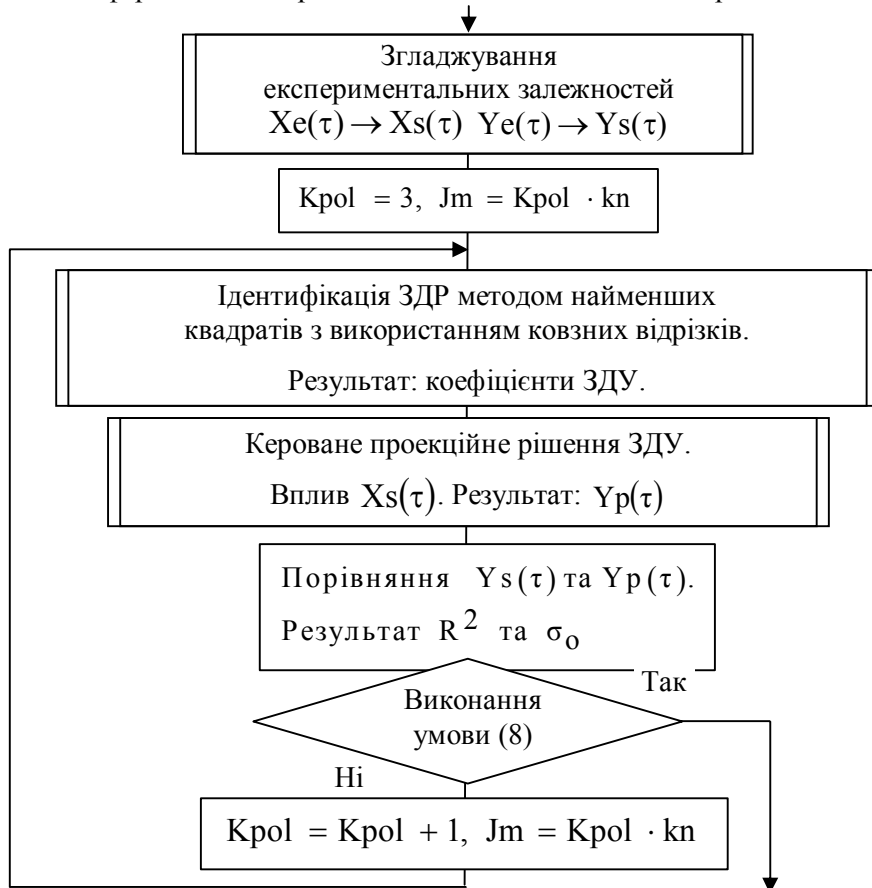 Згладжування
експериментальних залежностей
Xe(τ) → Xs(τ) Ye(τ) → Ys(τ)
Kpol = 3, Jm = Kpol · kn
Ідентифікація ЗДР методом найменших
квадратів з використанням ковзних відрізків.
Результат: коефіцієнти ЗДУ.
Кероване проекційне рішення ЗДУ.
Вплив Xs(τ). Результат: Yp(τ)
Порівняння Ys(τ) та Yp(τ).
Результат R² та σₒ
Так
Виконання
умови (8)
Ні
Kpol = Kpol + 1, Jm = Kpol · kn